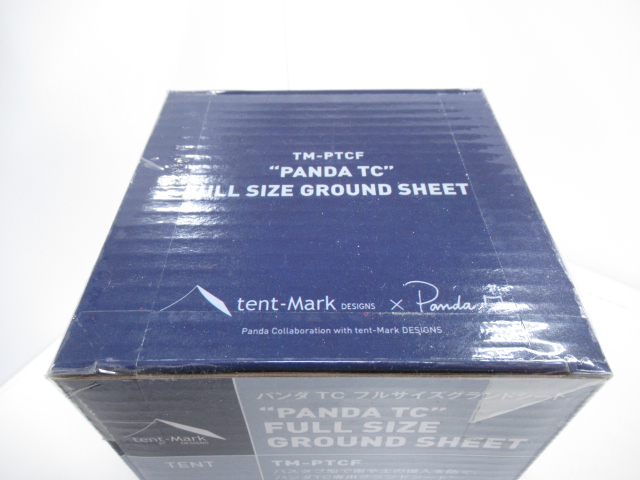 TM-PTCF
"PANDA TC"
FULL SIZE GROUND SHEET
tent-Mark DESIGNS × Panda
Panda Collaboration with tent-Mark DESIGNS
パンダ TC フルサイズグランドシート
"PANDA TC"
FULL SIZE
GROUND SHEET
tent-Mark
DESIGNS
TENT
TM-PTCF